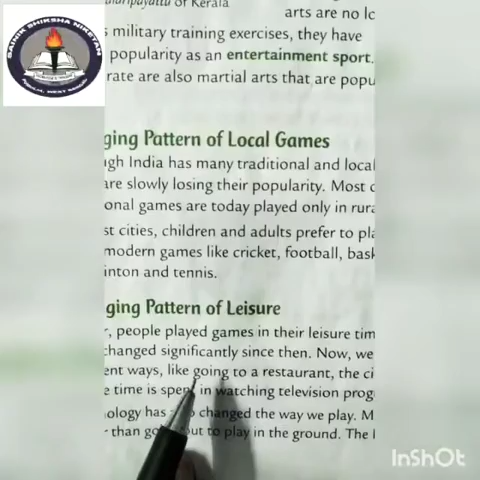 SAINIK SHIKSHA NIKETAN
of Kerala
arts are no lo
s military training exercises, they have
popularity as an entertainment sport.
rate are also martial arts that are popu
ging Pattern of Local Games
gh India has many traditional and local
are slowly losing their popularity. Most o
onal games are today played only in rura
st cities, children and adults prefer to pla
modern games like cricket, football, bask
inton and tennis.
ging Pattern of Leisure
r, people played games in their leisure tim
changed significantly since then. Now, we
ent ways, like going to a restaurant, the ci
e time is spent in watching television prog
ology has changed the way we play. M
r than go out to play in the ground. The
InShOt